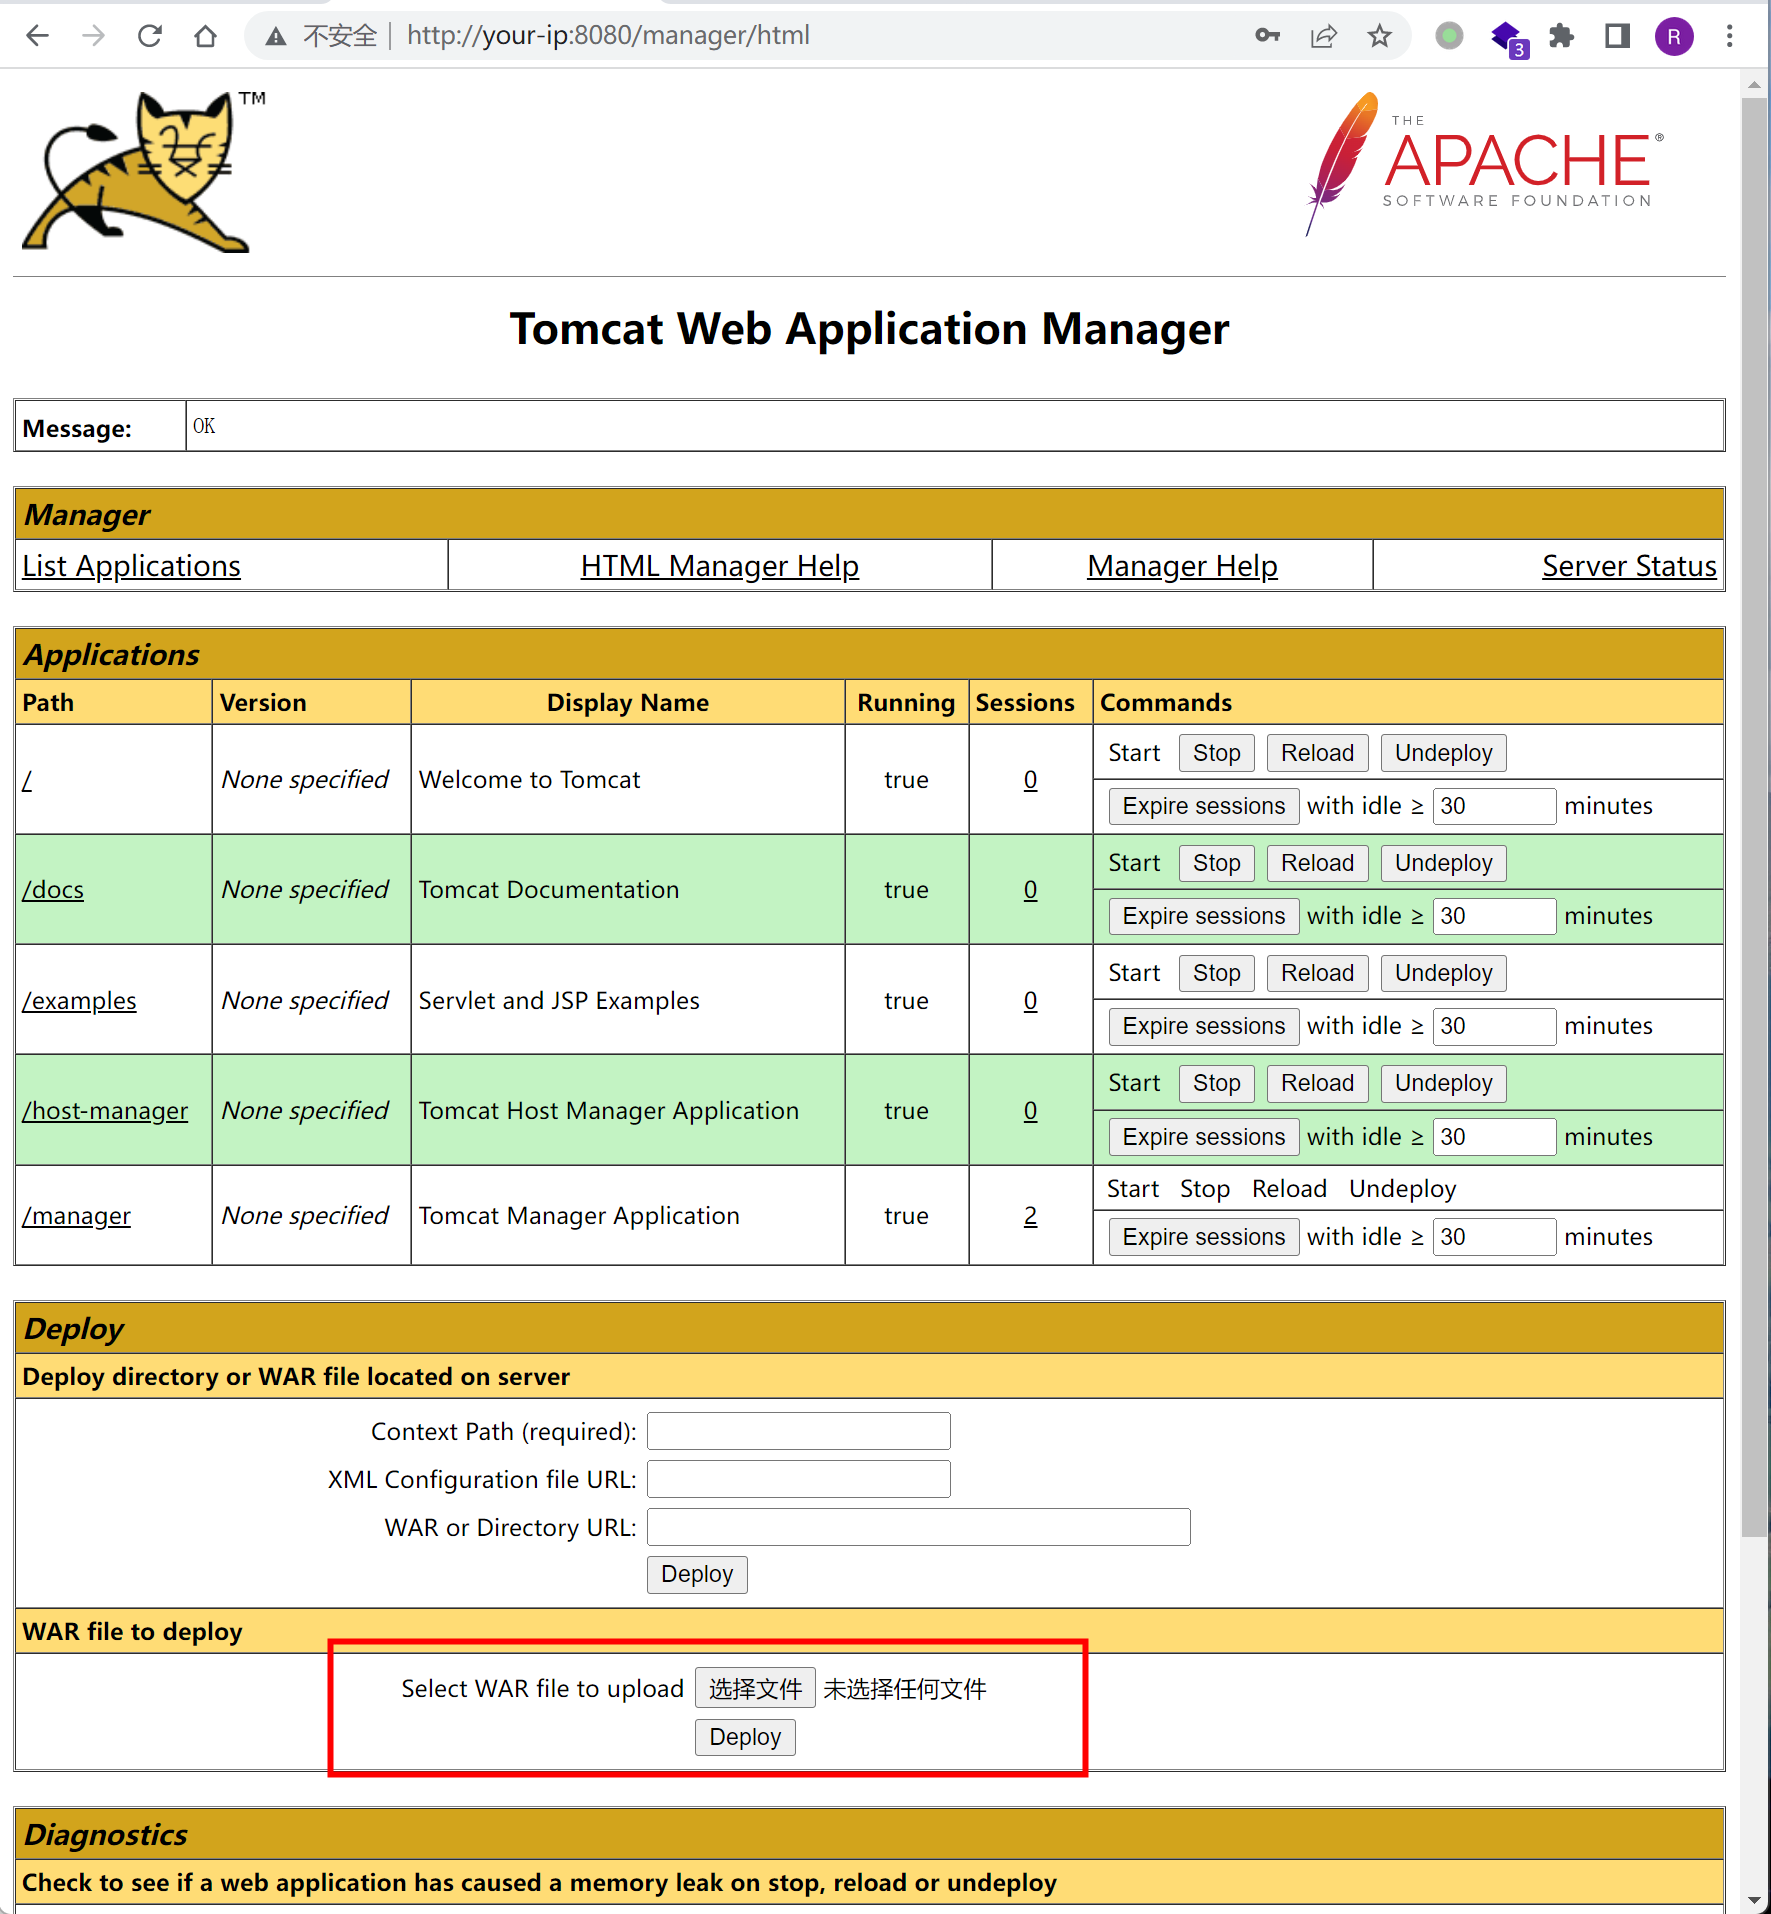 不安全 http://your-ip:8080/manager/html
3
R
TM
THE
APACHE®
SOFTWARE FOUNDATION
Tomcat Web Application Manager
Message: OK
Manager
List Applications HTML Manager Help Manager Help Server Status
Applications
Path Version Display Name Running Sessions Commands
/ None specified Welcome to Tomcat true 0 Start Stop Reload Undeploy
Expire sessions with idle ≥ 30 minutes
/docs None specified Tomcat Documentation true 0 Start Stop Reload Undeploy
Expire sessions with idle ≥ 30 minutes
/examples None specified Servlet and JSP Examples true 0 Start Stop Reload Undeploy
Expire sessions with idle ≥ 30 minutes
/host-manager None specified Tomcat Host Manager Application true 0 Start Stop Reload Undeploy
Expire sessions with idle ≥ 30 minutes
/manager None specified Tomcat Manager Application true 2 Start Stop Reload Undeploy
Expire sessions with idle ≥ 30 minutes
Deploy
Deploy directory or WAR file located on server
Context Path (required):
XML Configuration file URL:
WAR or Directory URL:
Deploy
WAR file to deploy
Select WAR file to upload 选择文件 未选择任何文件
Deploy
Diagnostics
Check to see if a web application has caused a memory leak on stop, reload or undeploy